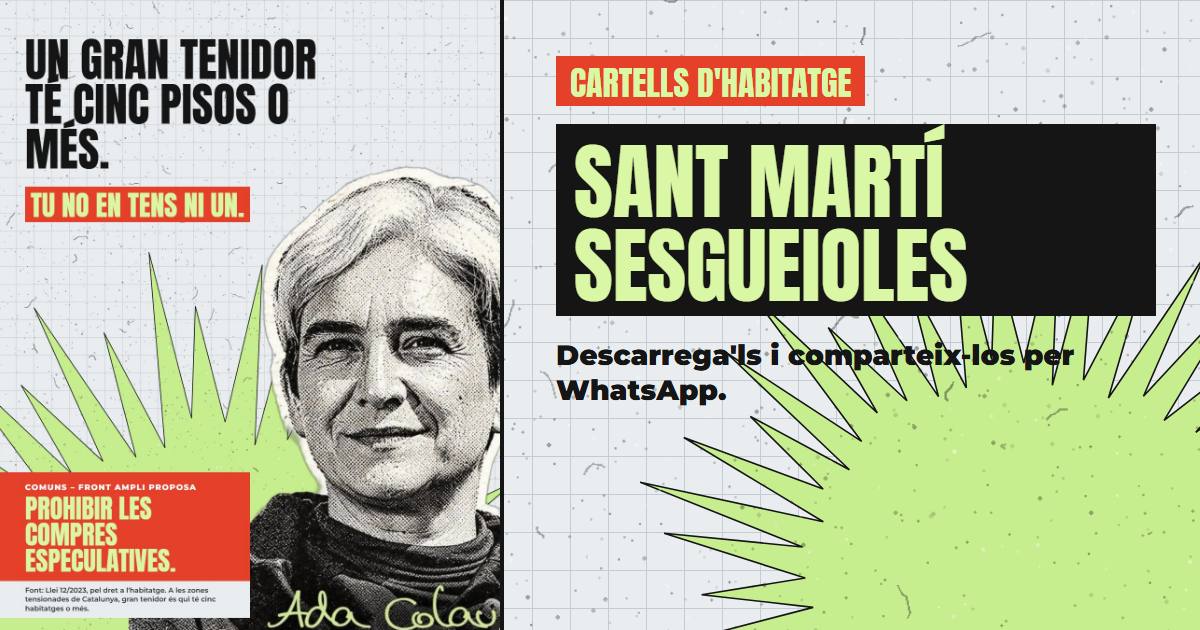 UN GRAN TENIDOR
TÉ CINC PISOS O
MÉS.
TU NO EN TENS NI UN.
COMUNS – FRONT AMPLI PROPOSA
PROHIBIR LES
COMPRES
ESPECULATIVES.
Font: Llei 12/2023, pel dret a l'habitatge. A les zones
tensionades de Catalunya, gran tenidor és qui té cinc
habitatges o més.
Ada Colau
CARTELLS D'HABITATGE
SANT MARTÍ
SESGUEIOLES
Descarrega'ls i comparteix-los per
WhatsApp.